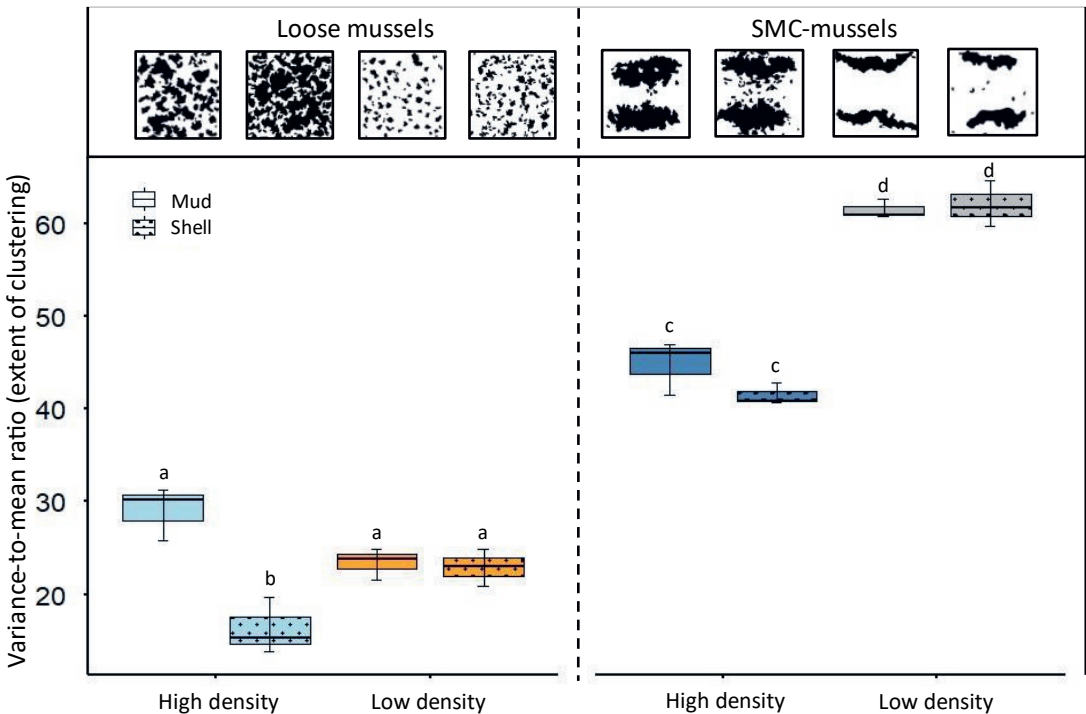 Loose mussels
SMC-mussels
Variance-to-mean ratio (extent of clustering)
Mud
Shell
60
50
40
30
20
a
b
a
a
c
c
d
d
High density
Low density
High density
Low density